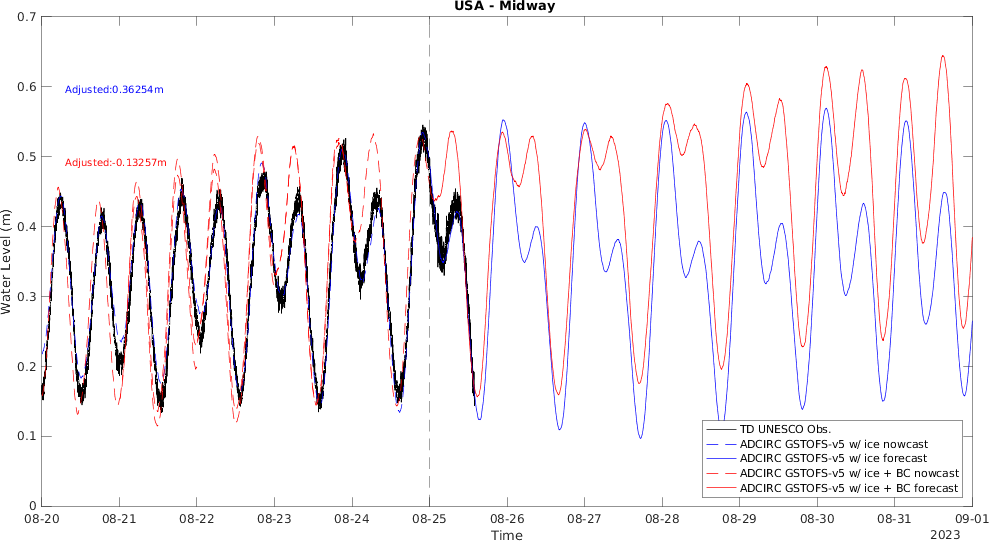 USA - Midway
0.7
0.6
0.5
0.4
0.3
0.2
0.1
0
Water Level (m)
Adjusted:0.36254m
Adjusted:-0.13257m
TD UNESCO Obs.
ADCIRC GSTOFS-v5 w/ ice nowcast
ADCIRC GSTOFS-v5 w/ ice forecast
ADCIRC GSTOFS-v5 w/ ice + BC nowcast
ADCIRC GSTOFS-v5 w/ ice + BC forecast
08-20 08-21 08-22 08-23 08-24 08-25 08-26 08-27 08-28 08-29 08-30 08-31 09-01
Time
2023